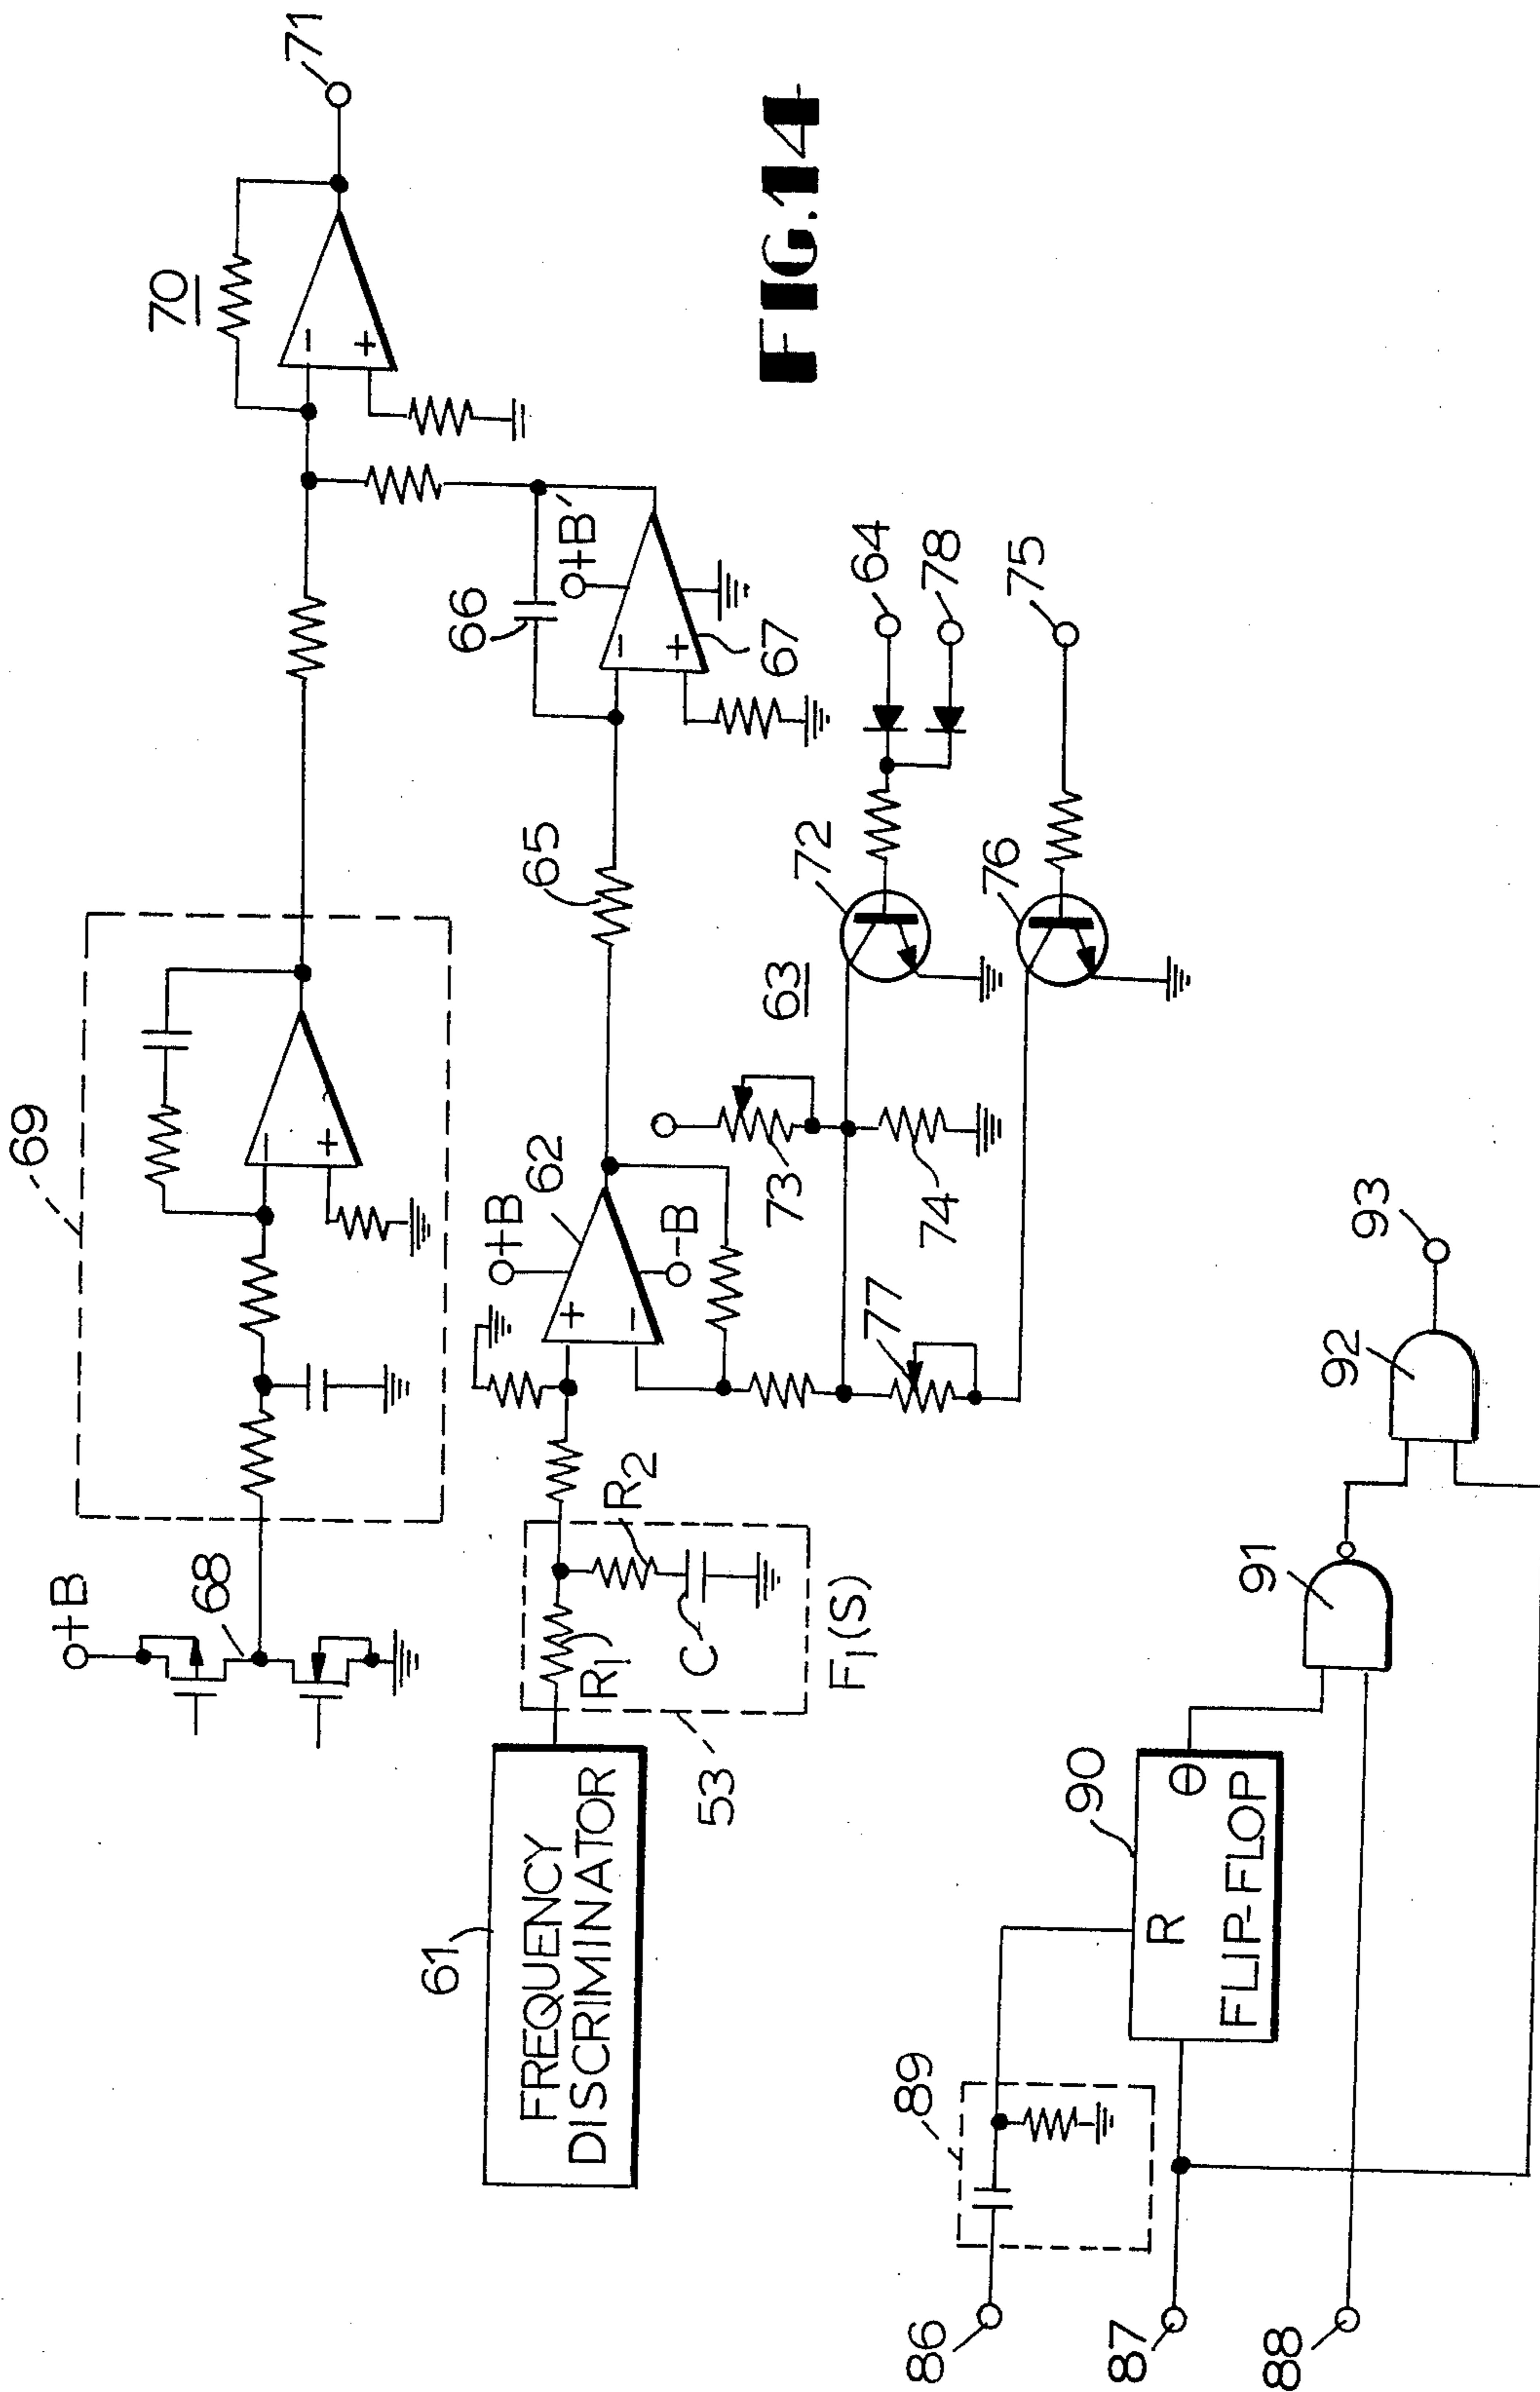 69
+B
68
70
71
61
FREQUENCY
DISCRIMINATOR
53
R1
R2
C
F1(S)
+B
62
+
−
-B
65
66
+B′
67
−
+
−
+
−
+
63
73
74
77
72
76
64
78
75
FIG.14
86
87
88
89
90
R
Θ
FLIP-FLOP
91
92
93